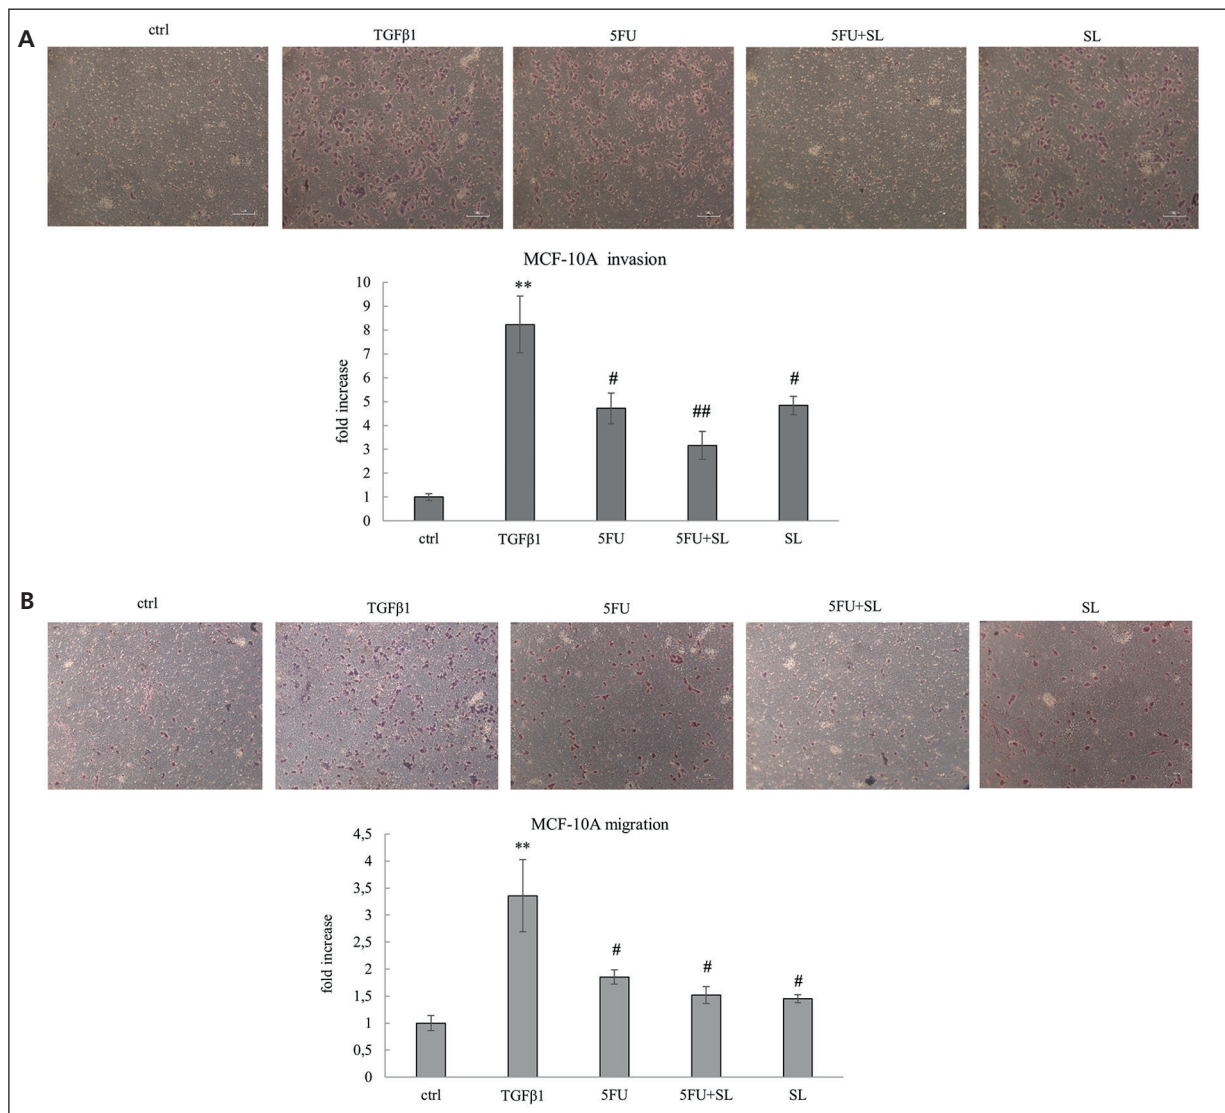 A
ctrl TGFβ1 5FU 5FU+SL SL
MCF-10A invasion
fold increase
10
9
8
7
6
5
4
3
2
1
0
**
#
##
#
ctrl TGFβ1 5FU 5FU+SL SL
B
ctrl TGFβ1 5FU 5FU+SL SL
MCF-10A migration
fold increase
4,5
4
3,5
3
2,5
2
1,5
1
0,5
0
**
#
#
#
ctrl TGFβ1 5FU 5FU+SL SL